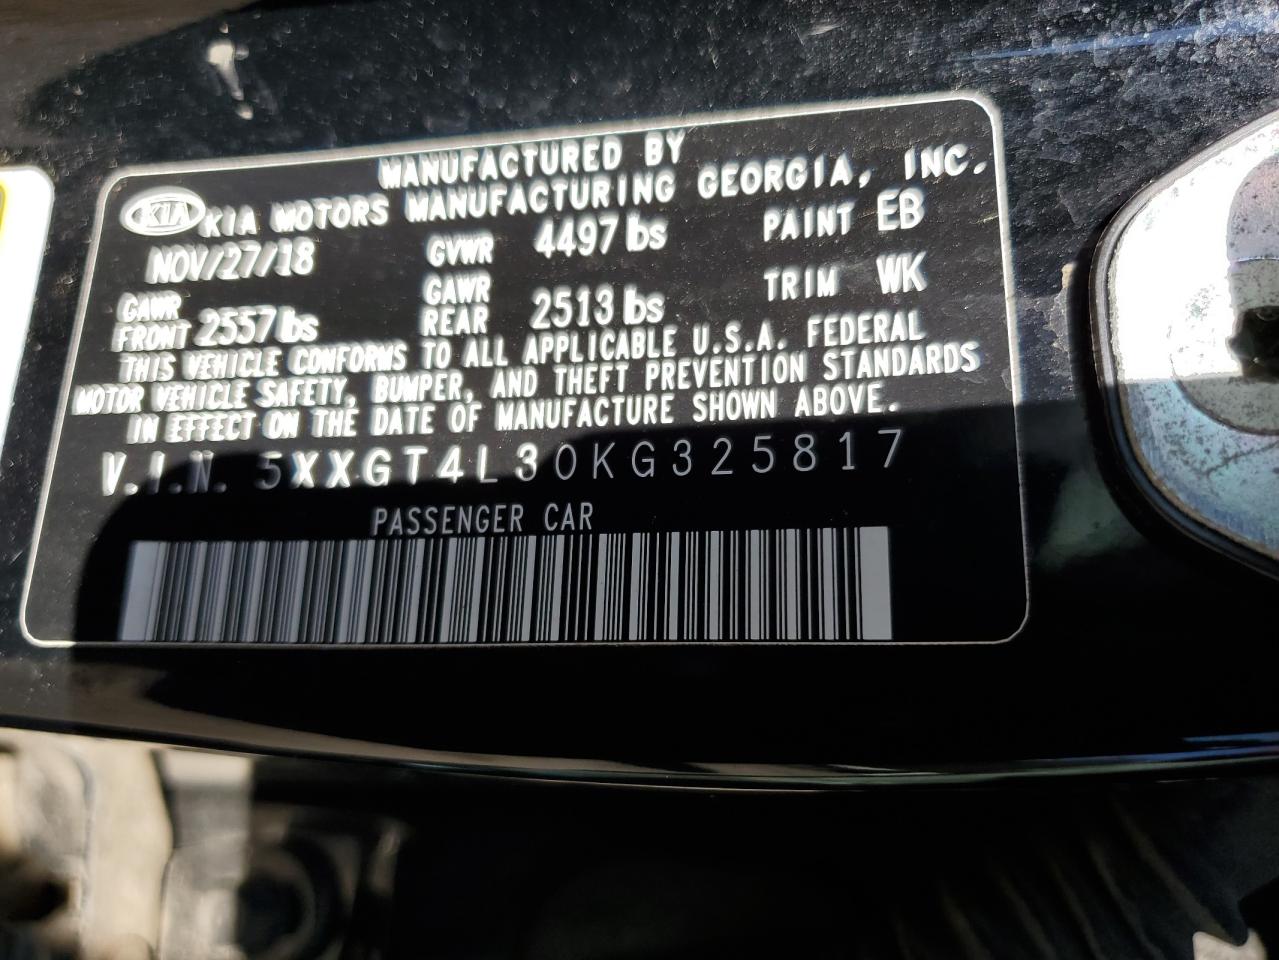 MANUFACTURED BY
KIA KIA MOTORS MANUFACTURING GEORGIA, INC.
NOV/27/18 GVWR 4497 lbs PAINT EB
GAWR FRONT 2557 lbs GAWR REAR 2513 lbs TRIM WK
THIS VEHICLE CONFORMS TO ALL APPLICABLE U.S.A. FEDERAL
MOTOR VEHICLE SAFETY, BUMPER, AND THEFT PREVENTION STANDARDS
IN EFFECT ON THE DATE OF MANUFACTURE SHOWN ABOVE.
V.I.N. 5XXGT4L30KG325817
PASSENGER CAR